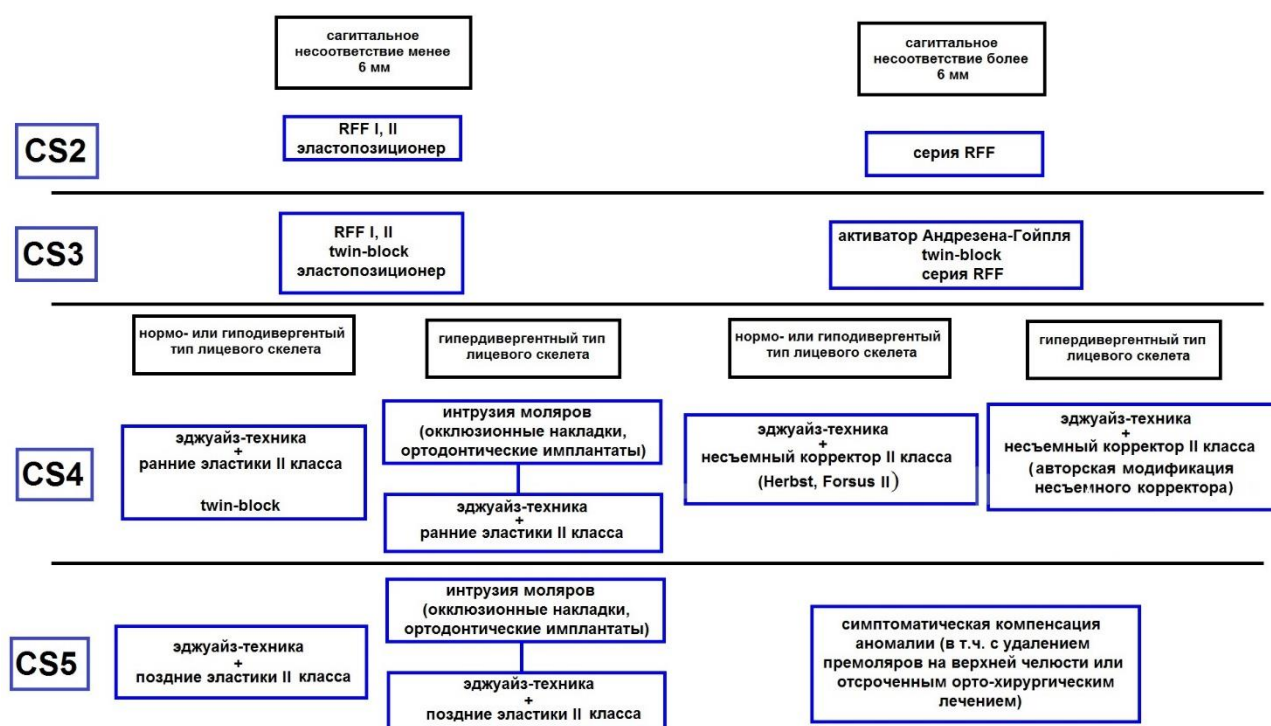 сагиттальное
несоответствие менее
6 мм
сагиттальное
несоответствие более
6 мм
CS2
RFF I, II
эластопозиционер
серия RFF
CS3
RFF I, II
twin-block
эластопозиционер
активатор Андрезена-Гойпля
twin-block
серия RFF
нормо- или гиподивергентый
тип лицевого скелета
гипердивергентный тип
лицевого скелета
нормо- или гиподивергентый
тип лицевого скелета
гипердивергентный тип
лицевого скелета
CS4
эджуайз-техника
+
ранние эластики II класса
twin-block
интрузия моляров
(окклюзионные накладки,
ортодонтические имплантаты)
эджуайз-техника
+
ранние эластики II класса
эджуайз-техника
+
несъемный корректор II класса
(Herbst, Forsus II)
эджуайз-техника
+
несъемный корректор II класса
(авторская модификация
несъемного корректора)
CS5
эджуайз-техника
+
поздние эластики II класса
интрузия моляров
(окклюзионные накладки,
ортодонтические имплантаты)
эджуайз-техника
+
поздние эластики II класса
симптоматическая компенсация
аномалии (в т.ч. с удалением
премоляров на верхней челюсти или
отсроченным орто-хирургическим
лечением)